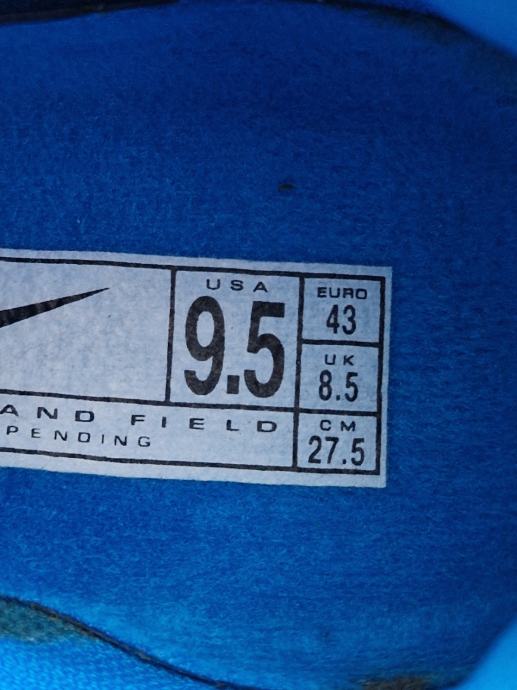 USA
9.5
EURO
43
UK
8.5
CM
27.5
AND FIELD
PENDING